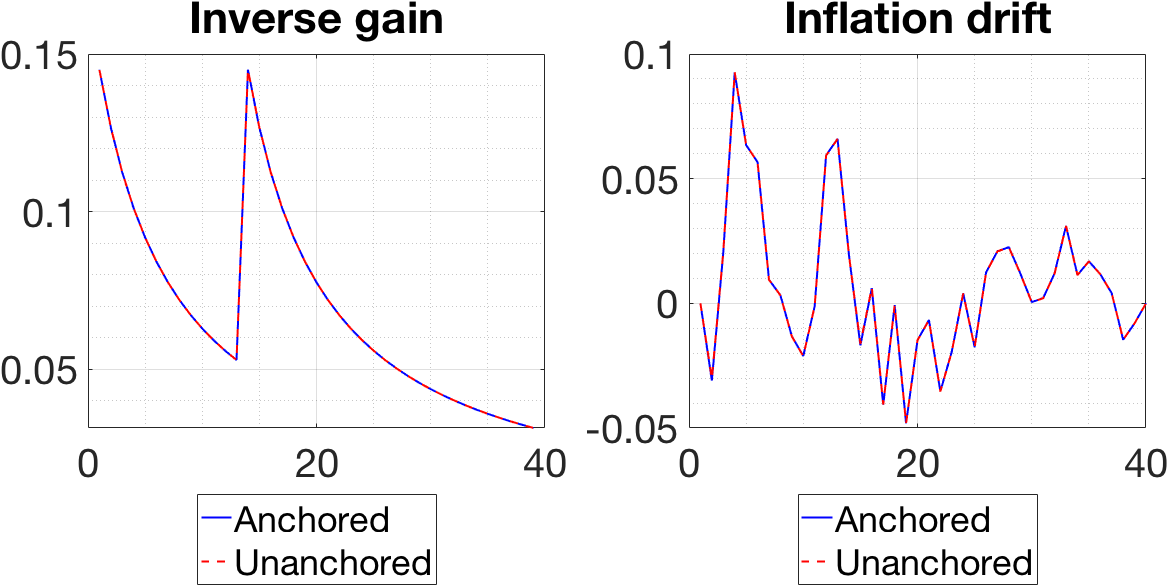 Inverse gain
0.15
0.1
0.05
0 20 40
Anchored
Unanchored
Inflation drift
0.1
0.05
0
-0.05
0 20 40
Anchored
Unanchored